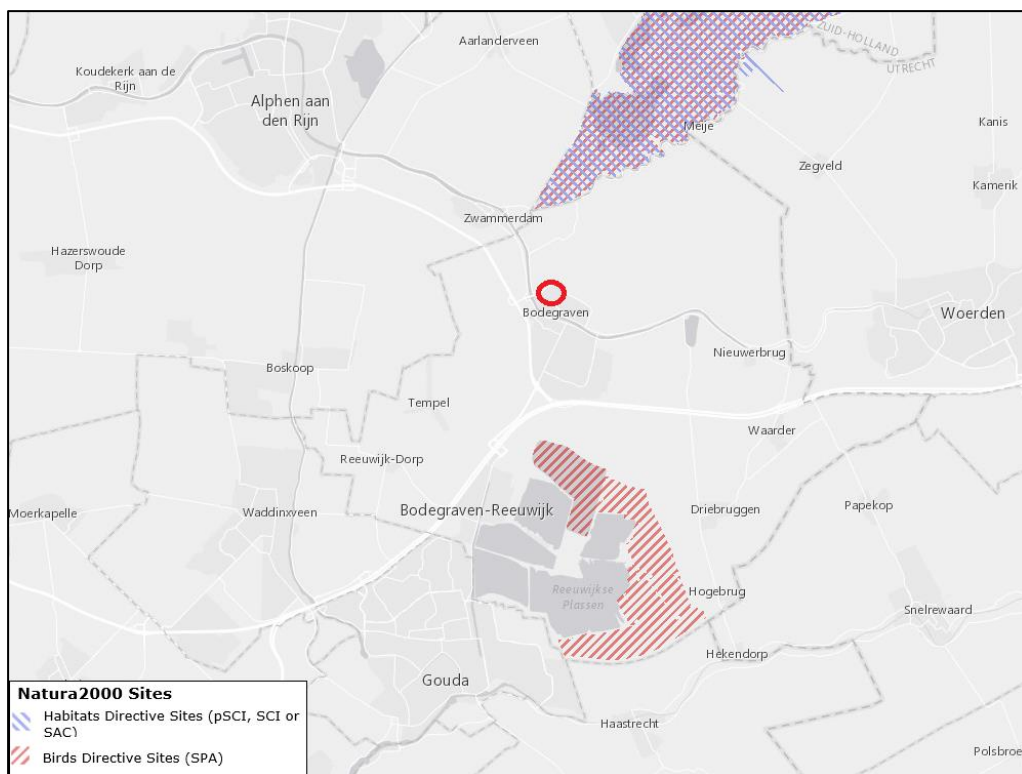 ZUID-HOLLAND
UTRECHT
Aarlanderveen
Koudekerk aan de
Rijn
Alphen aan
den Rijn
Meije
Kanis
Zegveld
Kamerik
Zwammerdam
Hazerswoude
Dorp
Bodegraven
Woerden
Nieuwerbrug
Boskoop
Tempel
Waarder
Reeuwijk-Dorp
Moerkapelle
Waddinxveen
Bodegraven-Reeuwijk
Driebruggen
Papekop
Reeuwijkse
Plassen
Hogebrug
Snelrewaard
Hekendorp
Gouda
Haastrecht
Polsbroe
Natura2000 Sites
Habitats Directive Sites (pSCI, SCI or
SAC)
Birds Directive Sites (SPA)